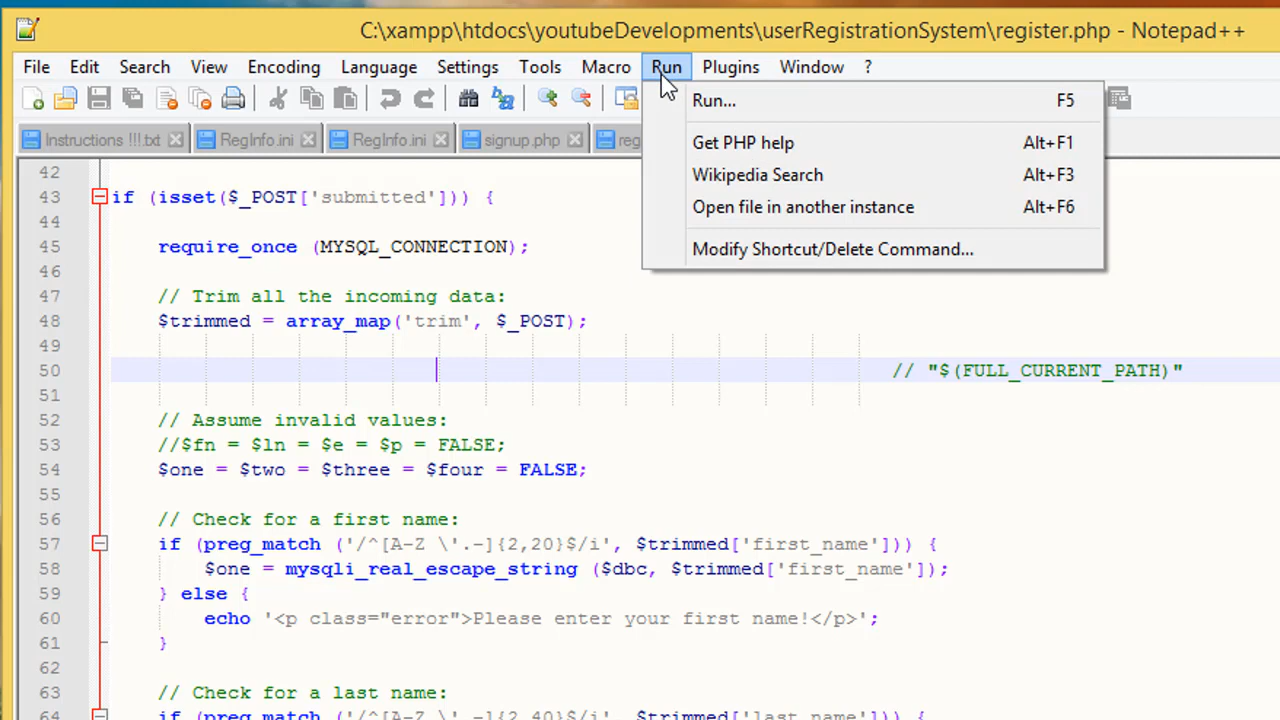 C:\xampp\htdocs\youtubeDevelopments\userRegistrationSystem\register.php - Notepad++
File Edit Search View Encoding Language Settings Tools Macro Run Plugins Window ?
Run... F5
Instructions !!!.txt RegInfo.ini RegInfo.ini signup.php reg
Get PHP help Alt+F1
Wikipedia Search Alt+F3
Open file in another instance Alt+F6
Modify Shortcut/Delete Command...
42
43 if (isset($_POST['submitted'])) {
44
45 require_once (MYSQL_CONNECTION);
46
47 // Trim all the incoming data:
48 $trimmed = array_map('trim', $_POST);
49
50 // "$(FULL_CURRENT_PATH)"
51
52 // Assume invalid values:
53 //$fn = $ln = $e = $p = FALSE;
54 $one = $two = $three = $four = FALSE;
55
56 // Check for a first name:
57 if (preg_match ('/^[A-Z \'.-]{2,20}$/i', $trimmed['first_name'])) {
58 $one = mysqli_real_escape_string ($dbc, $trimmed['first_name']);
59 } else {
60 echo '<p class="error">Please enter your first name!</p>';
61 }
62
63 // Check for a last name:
64 if (preg_match ('/^[A-Z \'.-]{2,40}$/i', $trimmed['last_name'])) {